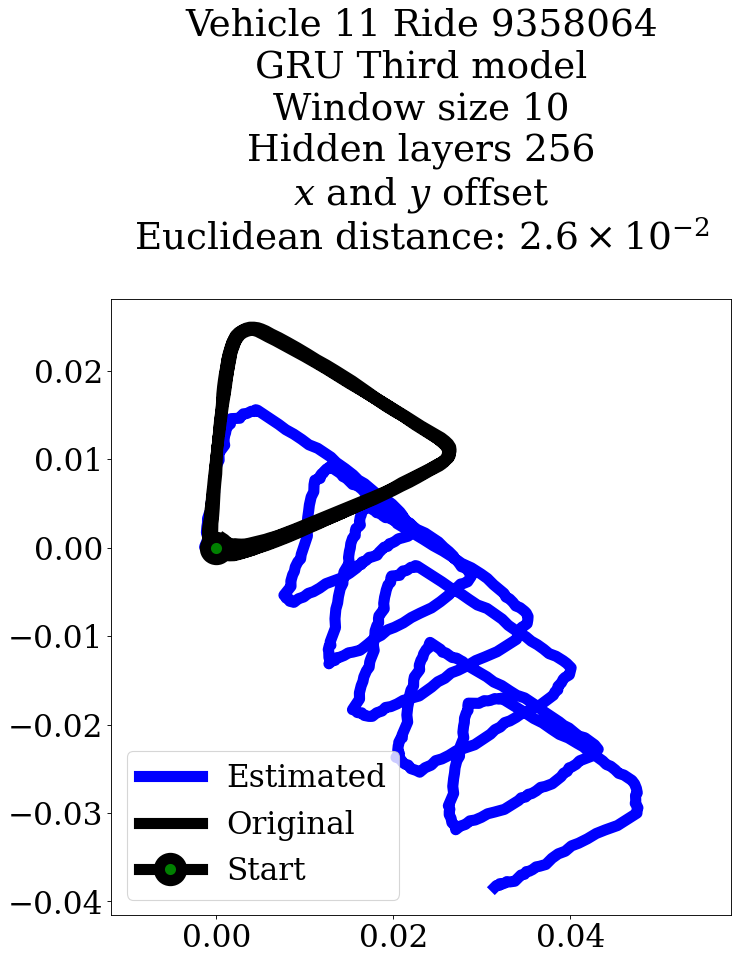 Vehicle 11 Ride 9358064
GRU Third model
Window size 10
Hidden layers 256
x and y offset
Euclidean distance: 2.6 × 10⁻²
0.02
0.01
0.00
−0.01
−0.02
−0.03
−0.04
Estimated
Original
Start
0.00 0.02 0.04